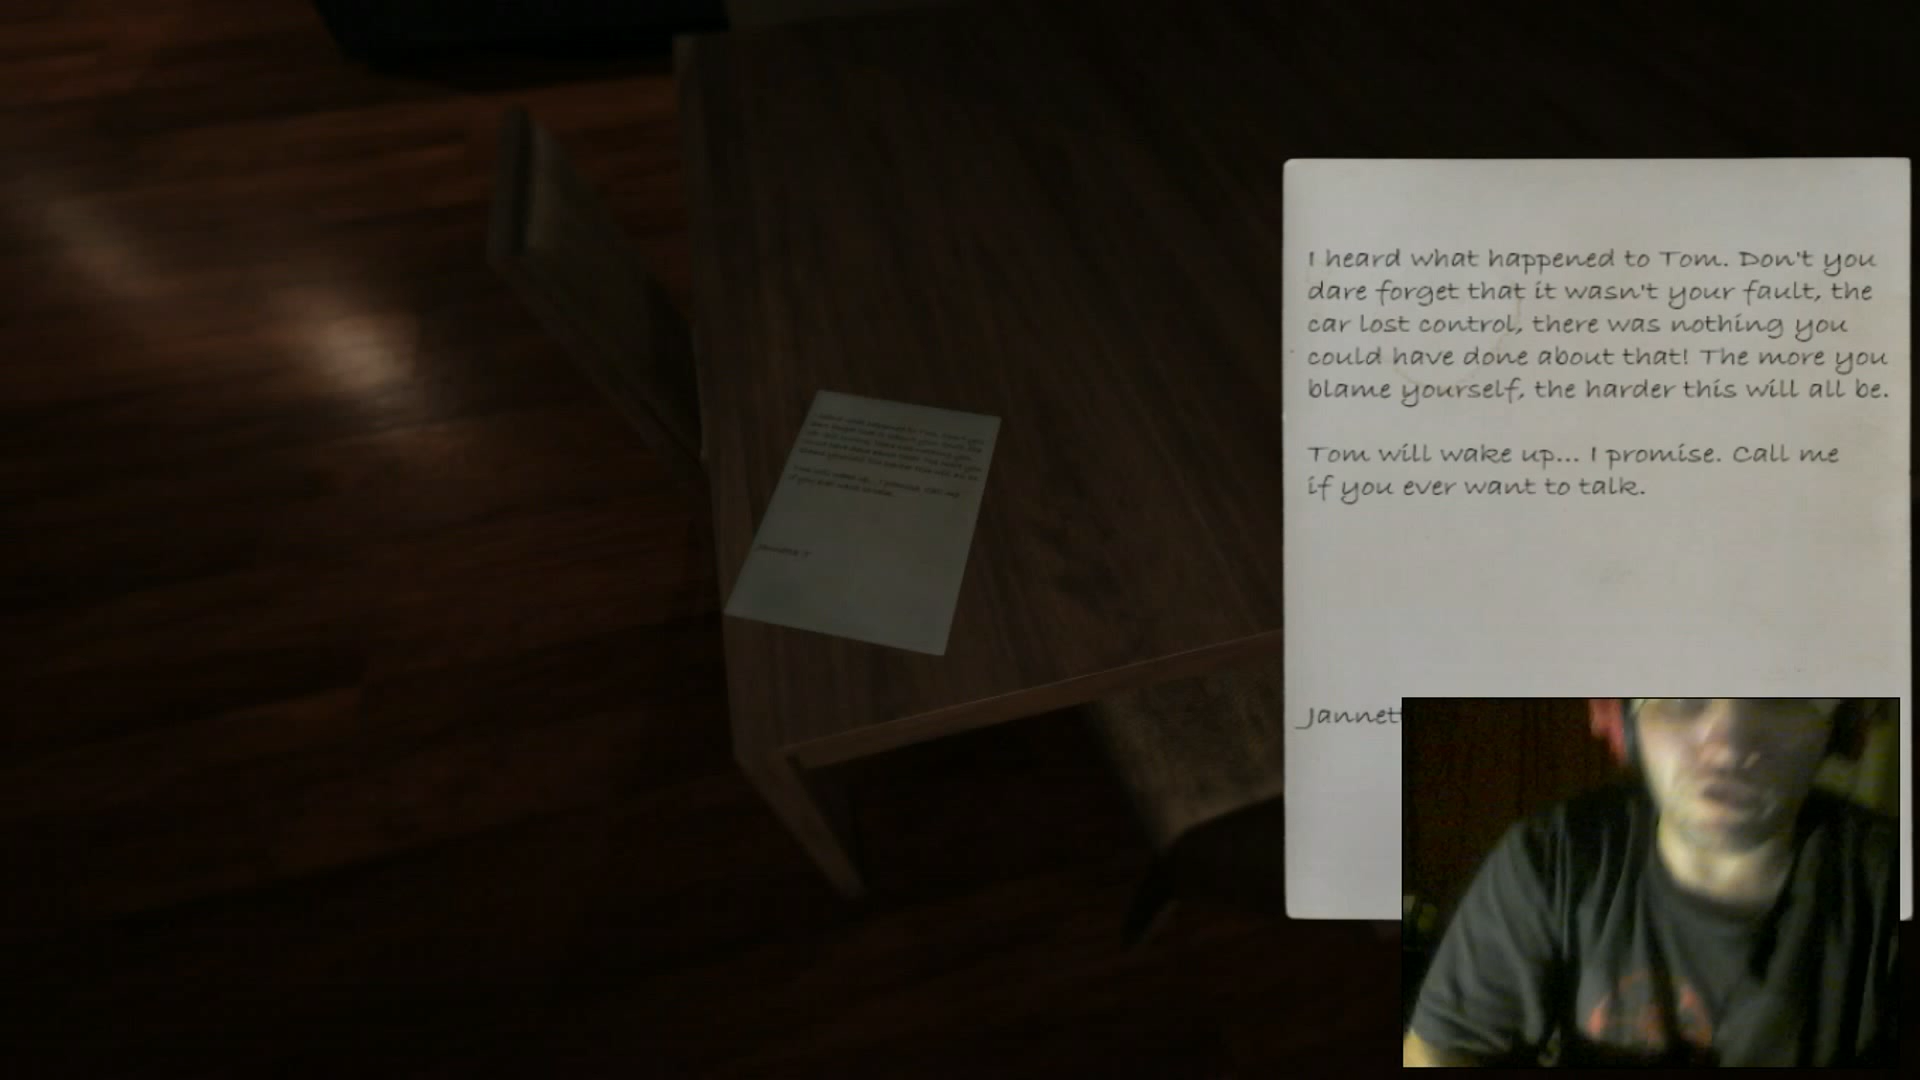 I heard what happened to Tom. Don't you
dare forget that it wasn't your fault, the
car lost control, there was nothing you
could have done about that! The more you
blame yourself, the harder this will all be.
Tom will wake up... I promise. Call me
if you ever want to talk.